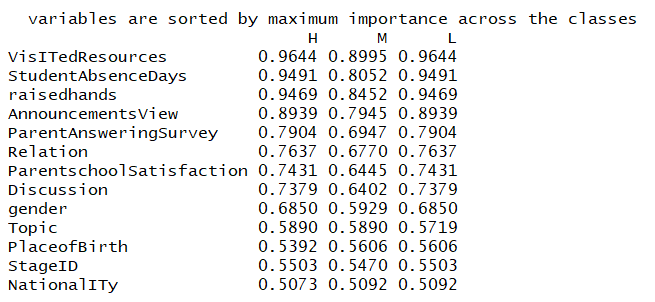 variables are sorted by maximum importance across the classes
H M L
VisITedResources 0.9644 0.8995 0.9644
StudentAbsenceDays 0.9491 0.8052 0.9491
raisedhands 0.9469 0.8452 0.9469
AnnouncementsView 0.8939 0.7945 0.8939
ParentAnsweringSurvey 0.7904 0.6947 0.7904
Relation 0.7637 0.6770 0.7637
ParentschoolSatisfaction 0.7431 0.6445 0.7431
Discussion 0.7379 0.6402 0.7379
gender 0.6850 0.5929 0.6850
Topic 0.5890 0.5890 0.5719
PlaceofBirth 0.5392 0.5606 0.5606
StageID 0.5503 0.5470 0.5503
NationalITy 0.5073 0.5092 0.5092